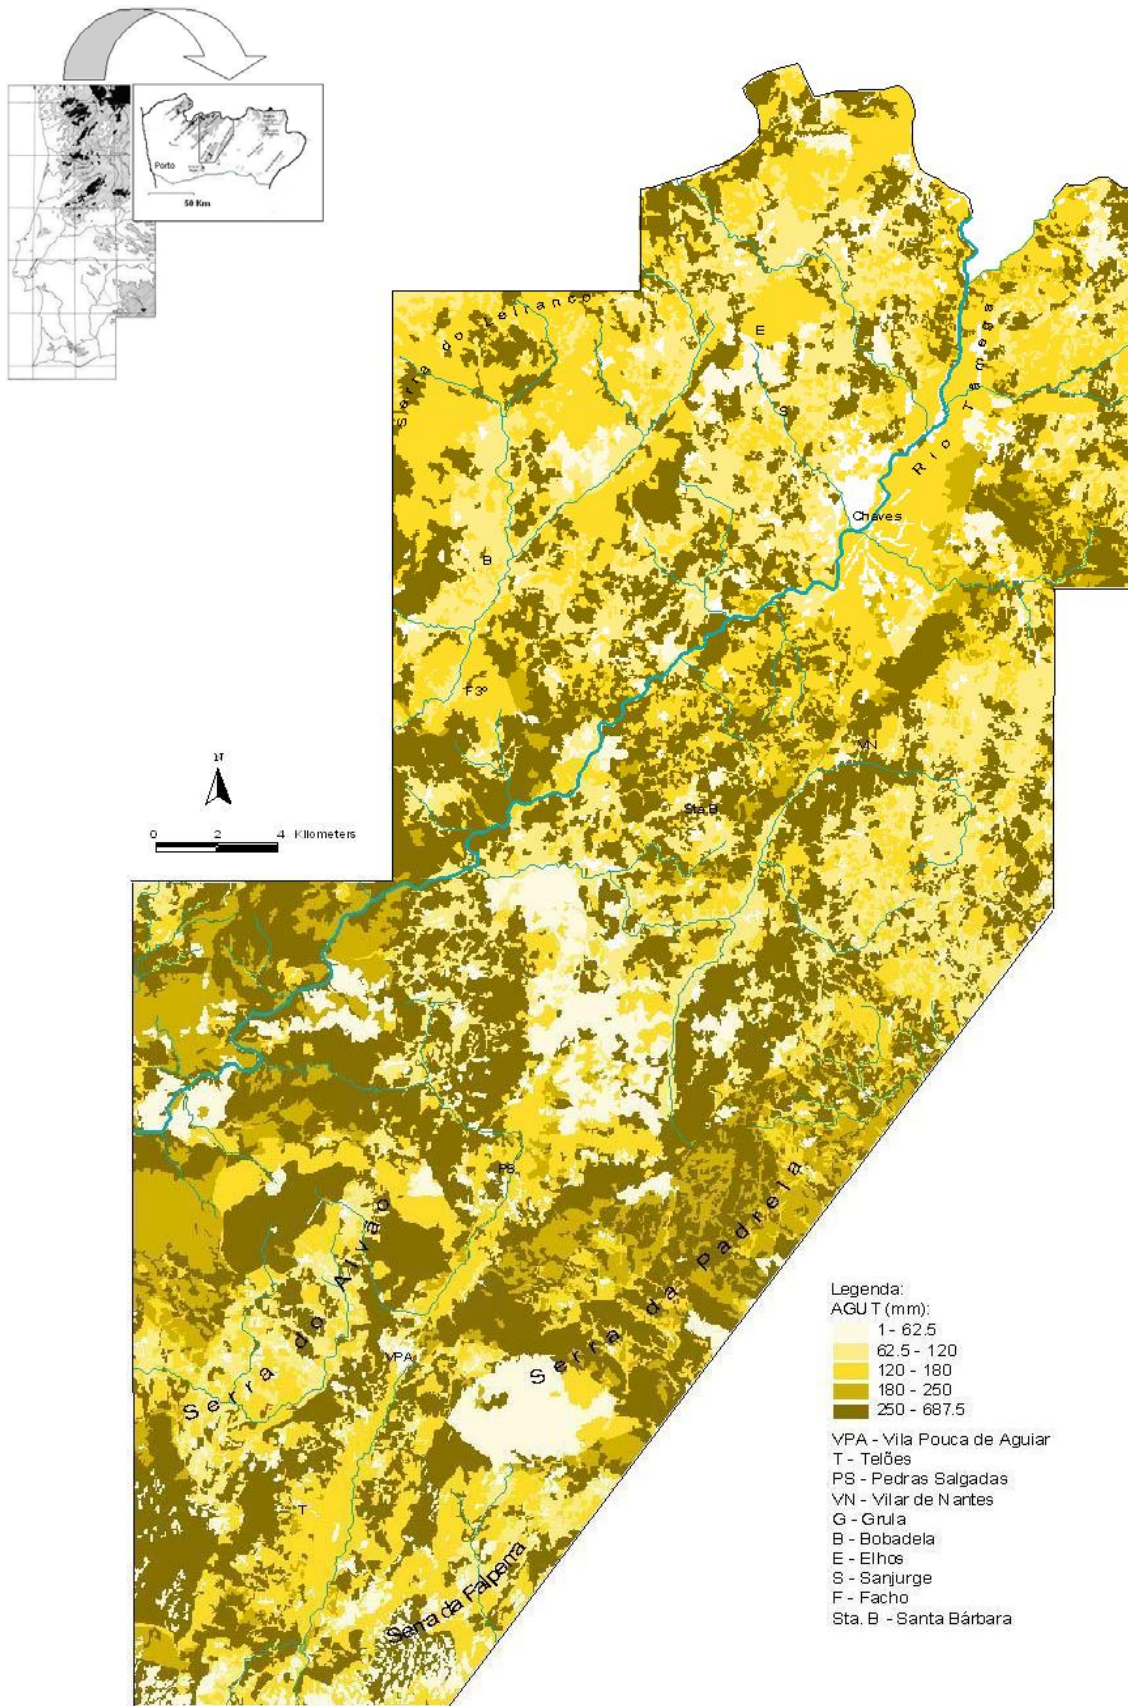 Porto
50 Km
Serra do Leiranco
E
S
Rio Tamega
Chaves
B
F3º
VN
N
Sta.B
0 2 4 Kilometers
PS
Serra do Alvão
Serra da Padrela
VPA
T
Serra da Falperra
Legenda:
AGUT (mm):
1 - 62.5
62.5 - 120
120 - 180
180 - 250
250 - 687.5
VPA - Vila Pouca de Aguiar
T - Telões
PS - Pedras Salgadas
VN - Vilar de Nantes
G - Grula
B - Bobadela
E - Elhos
S - Sanjurge
F - Facho
Sta. B - Santa Bárbara